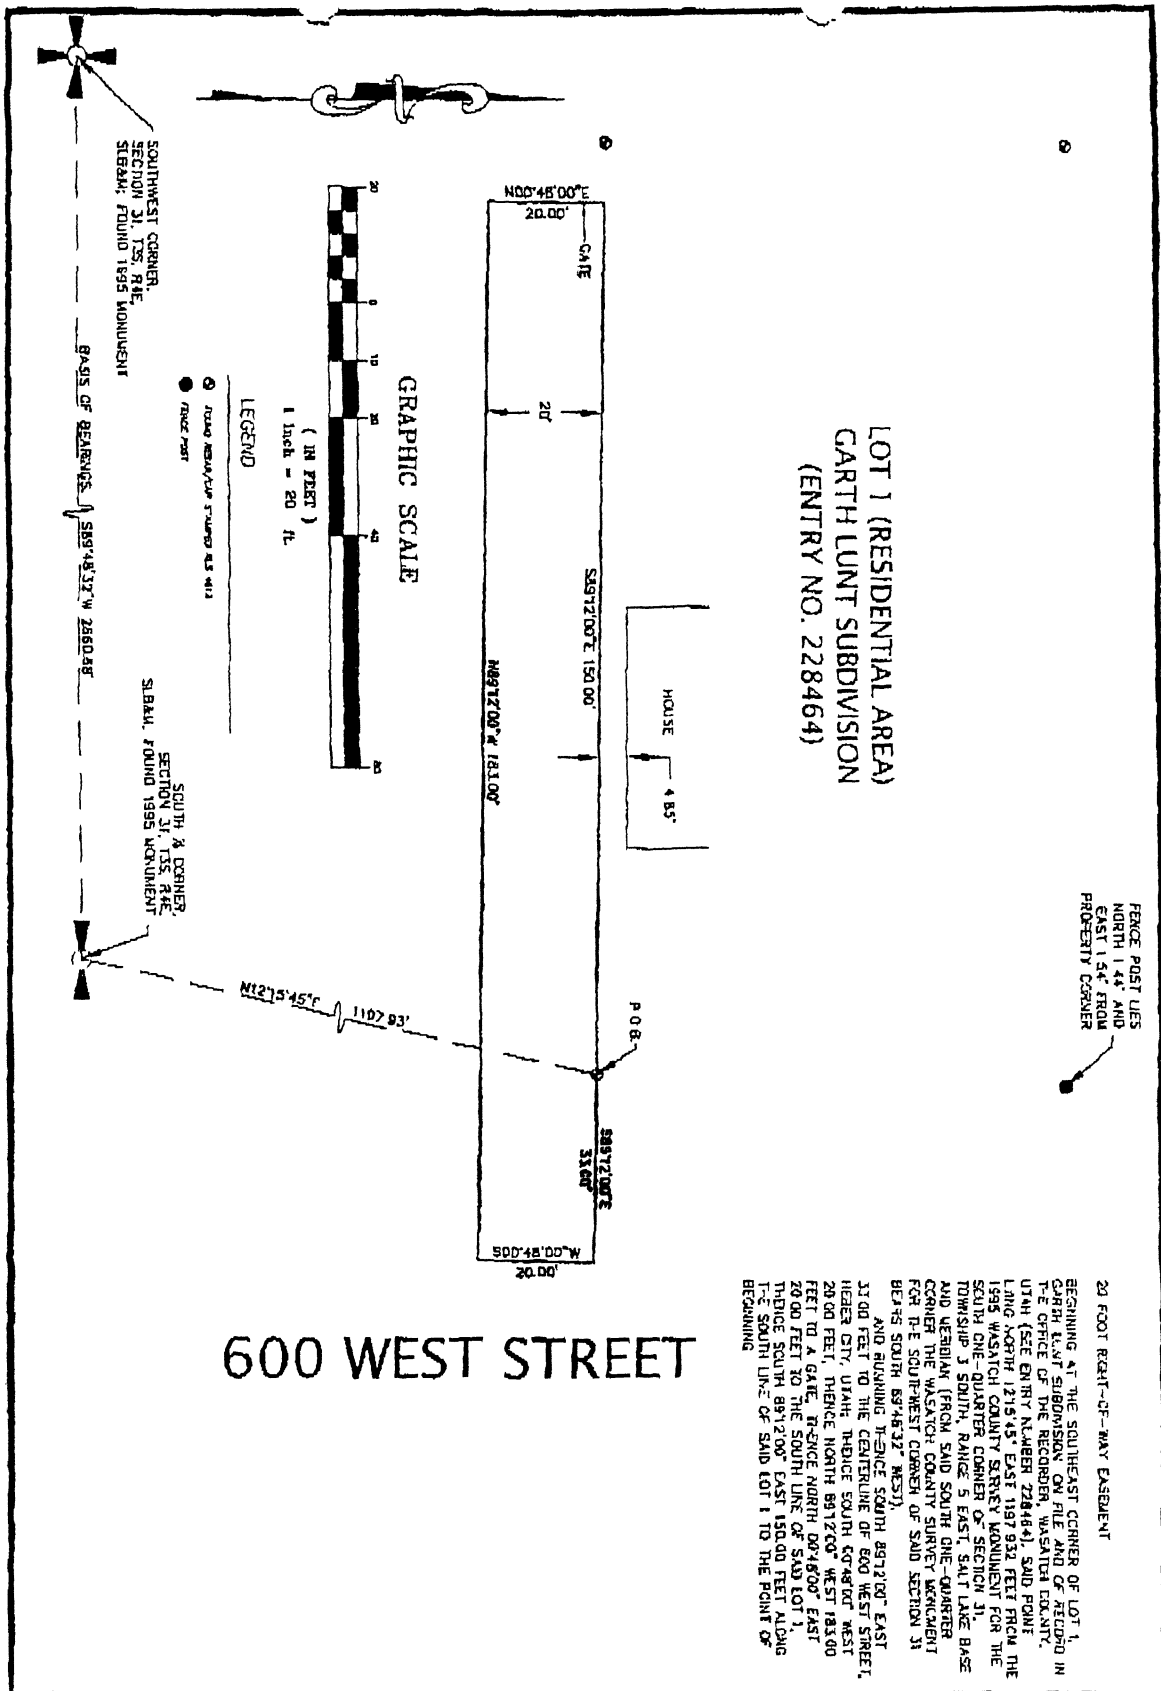 SOUTHWEST CORNER,
SECTION 31, T3S, R4E,
SLB&M; FOUND 1995 MONUMENT
BASIS OF BEARINGS S89°48'32"W 2660.68'
SOUTH ¼ CORNER,
SECTION 31, T3S, R4E,
SLB&M, FOUND 1995 MONUMENT
N12°15'45"E 1197.93'
LEGEND
FENCE POST
GRAPHIC SCALE
20 0 10 20 40 80
( IN FEET )
1 inch = 20 ft.
N00°48'00"E
20.00'
GATE
20'
S89°12'00"E 150.00'
N89°12'00"W 183.00'
HOUSE
4.85'
P.O.B.
S89°12'00"E
33.00'
S00°48'00"W
20.00'
LOT 1 (RESIDENTIAL AREA)
GARTH LUNT SUBDIVISION
(ENTRY NO. 228464)
FENCE POST LIES
NORTH 1.44' AND
EAST 1.54' FROM
PROPERTY CORNER
600 WEST STREET
20 FOOT RIGHT-OF-WAY EASEMENT
BEGINNING AT THE SOUTHEAST CORNER OF LOT 1,
GARTH LUNT SUBDIVISION ON FILE AND OF RECORD IN
THE OFFICE OF THE RECORDER, WASATCH COUNTY,
UTAH (SEE ENTRY NUMBER 228464), SAID POINT
LYING NORTH 12°15'45" EAST 1197.932 FEET FROM THE
1995 WASATCH COUNTY SURVEY MONUMENT FOR THE
SOUTH ONE-QUARTER CORNER OF SECTION 31,
TOWNSHIP 3 SOUTH, RANGE 5 EAST, SALT LAKE BASE
AND MERIDIAN (FROM SAID SOUTH ONE-QUARTER
CORNER THE WASATCH COUNTY SURVEY MONUMENT
FOR THE SOUTHWEST CORNER OF SAID SECTION 31
BEARS SOUTH 89°48'32" WEST);
AND RUNNING THENCE SOUTH 89°12'00" EAST
33.00 FEET TO THE CENTERLINE OF 600 WEST STREET,
HEBER CITY, UTAH; THENCE SOUTH 00°48'00" WEST
20.00 FEET, THENCE NORTH 89°12'00" WEST 183.00
FEET TO A GATE, THENCE NORTH 00°48'00" EAST
20.00 FEET TO THE SOUTH LINE OF SAID LOT 1,
THENCE SOUTH 89°12'00" EAST 150.00 FEET ALONG
THE SOUTH LINE OF SAID LOT 1 TO THE POINT OF
BEGINNING